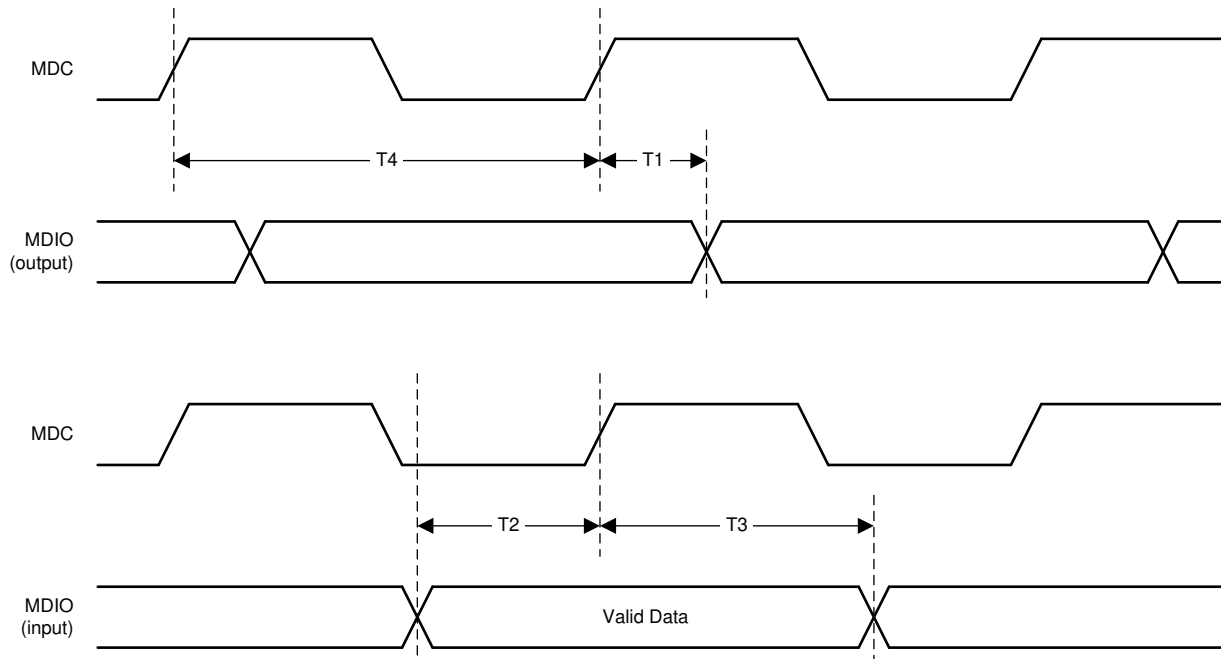 MDC
T4
T1
MDIO
(output)
MDC
T2
T3
MDIO
(input)
Valid Data